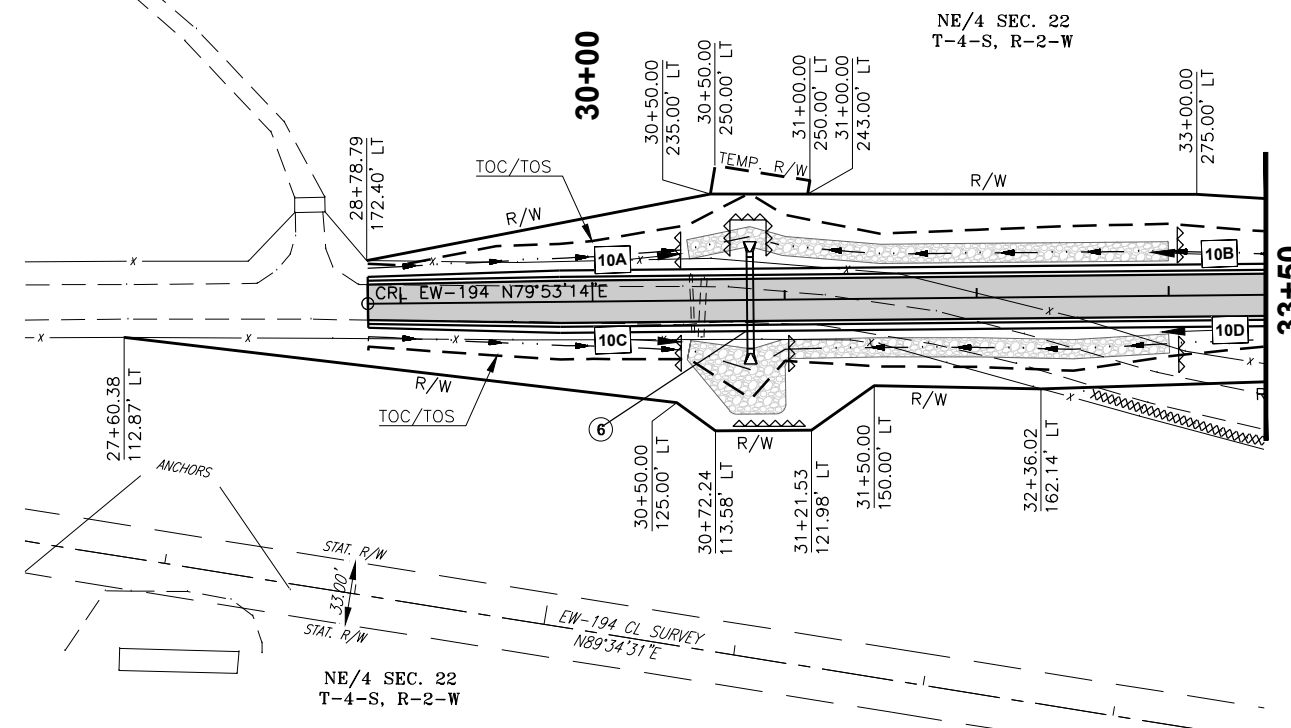 NE/4 SEC. 22
T-4-S, R-2-W
30+00
30+50.00
235.00' LT
30+50.00
250.00' LT
31+00.00
250.00' LT
31+00.00
243.00' LT
33+00.00
275.00' LT
28+78.79
172.40' LT
TOC/TOS
TEMP. R/W
R/W
R/W
x
x.
x
x
10A
10B
CRL EW-194 N79°53'14"E
33+50
x
x
x
x
x
x
x
10C
10D
R/W
TOC/TOS
R/W
R
6
R/W
27+60.38
112.87' LT
30+50.00
125.00' LT
30+72.24
113.58' LT
31+21.53
121.98' LT
31+50.00
150.00' LT
32+36.02
162.14' LT
ANCHORS
STAT. R/W
33.00'
STAT. R/W
EW-194 CL SURVEY
N89°34'31"E
NE/4 SEC. 22
T-4-S, R-2-W